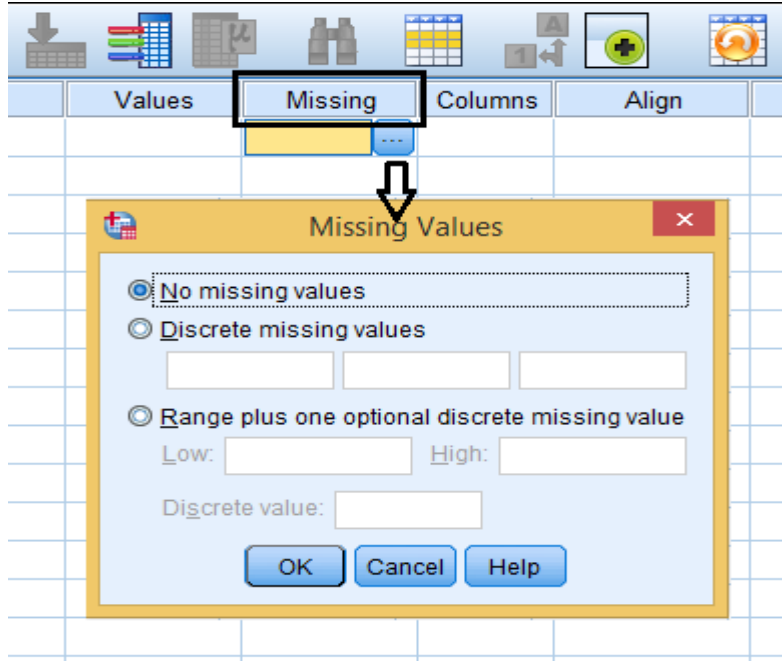 A
1
μ
Values Missing Columns Align
...
Missing Values
No missing values
Discrete missing values
Range plus one optional discrete missing value
Low: High:
Discrete value:
OK Cancel Help